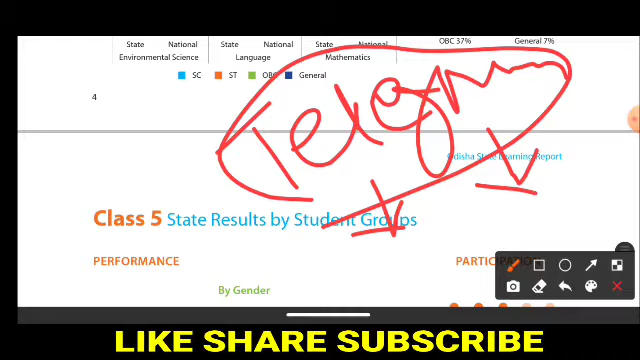 OBC 37% General 7%
State National State National State National
Environmental Science Language Mathematics
SC ST OBC General
4
Telegram
Odisha State Learning Report
Class 5 State Results by Student Groups
PERFORMANCE PARTICIPATION
By Gender
LIKE SHARE SUBSCRIBE